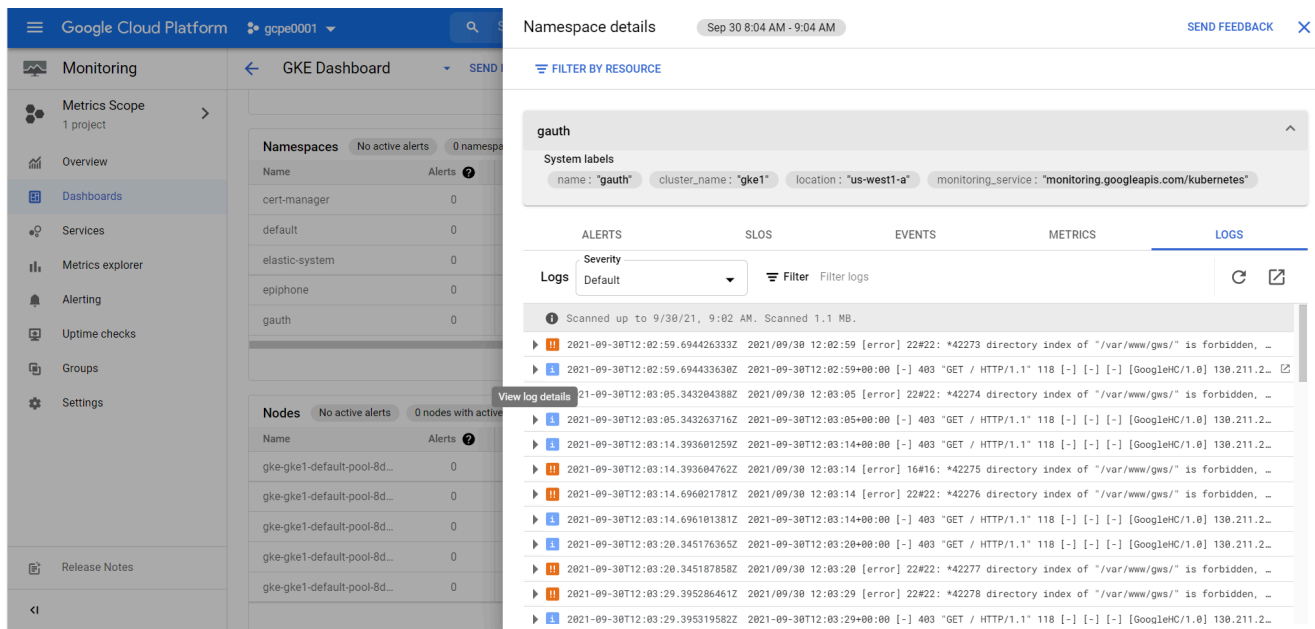 Google Cloud Platform
gcpe0001
Monitoring
Metrics Scope
1 project
Overview
Dashboards
Services
Metrics explorer
Alerting
Uptime checks
Groups
Settings
Release Notes
GKE Dashboard
SEND
Namespaces No active alerts 0 namespa
Name Alerts
cert-manager 0
default 0
elastic-system 0
epiphone 0
gauth 0
Nodes No active alerts 0 nodes with active
Name Alerts
gke-gke1-default-pool-8d... 0
gke-gke1-default-pool-8d... 0
gke-gke1-default-pool-8d... 0
gke-gke1-default-pool-8d... 0
gke-gke1-default-pool-8d... 0
View log details
Namespace details Sep 30 8:04 AM - 9:04 AM SEND FEEDBACK
FILTER BY RESOURCE
gauth
System labels
name : "gauth" cluster_name : "gke1" location : "us-west1-a" monitoring_service : "monitoring.googleapis.com/kubernetes"
ALERTS SLOS EVENTS METRICS LOGS
Logs Severity Default Filter Filter logs
Scanned up to 9/30/21, 9:02 AM. Scanned 1.1 MB.
2021-09-30T12:02:59.694426333Z 2021/09/30 12:02:59 [error] 22#22: *42273 directory index of "/var/www/gws/" is forbidden, …
2021-09-30T12:02:59.694433630Z 2021-09-30T12:02:59+00:00 [-] 403 "GET / HTTP/1.1" 118 [-] [-] [-] [GoogleHC/1.0] 130.211.2…
21-09-30T12:03:05.343204388Z 2021/09/30 12:03:05 [error] 22#22: *42274 directory index of "/var/www/gws/" is forbidden, …
2021-09-30T12:03:05.343263716Z 2021-09-30T12:03:05+00:00 [-] 403 "GET / HTTP/1.1" 118 [-] [-] [-] [GoogleHC/1.0] 130.211.2…
2021-09-30T12:03:14.393601259Z 2021-09-30T12:03:14+00:00 [-] 403 "GET / HTTP/1.1" 118 [-] [-] [-] [GoogleHC/1.0] 130.211.2…
2021-09-30T12:03:14.393604762Z 2021/09/30 12:03:14 [error] 16#16: *42275 directory index of "/var/www/gws/" is forbidden, …
2021-09-30T12:03:14.696021781Z 2021/09/30 12:03:14 [error] 22#22: *42276 directory index of "/var/www/gws/" is forbidden, …
2021-09-30T12:03:14.696101381Z 2021-09-30T12:03:14+00:00 [-] 403 "GET / HTTP/1.1" 118 [-] [-] [-] [GoogleHC/1.0] 130.211.2…
2021-09-30T12:03:20.345176365Z 2021-09-30T12:03:20+00:00 [-] 403 "GET / HTTP/1.1" 118 [-] [-] [-] [GoogleHC/1.0] 130.211.2…
2021-09-30T12:03:20.345187858Z 2021/09/30 12:03:20 [error] 22#22: *42277 directory index of "/var/www/gws/" is forbidden, …
2021-09-30T12:03:29.395286461Z 2021/09/30 12:03:29 [error] 22#22: *42278 directory index of "/var/www/gws/" is forbidden, …
2021-09-30T12:03:29.395319582Z 2021-09-30T12:03:29+00:00 [-] 403 "GET / HTTP/1.1" 118 [-] [-] [-] [GoogleHC/1.0] 130.211.2…